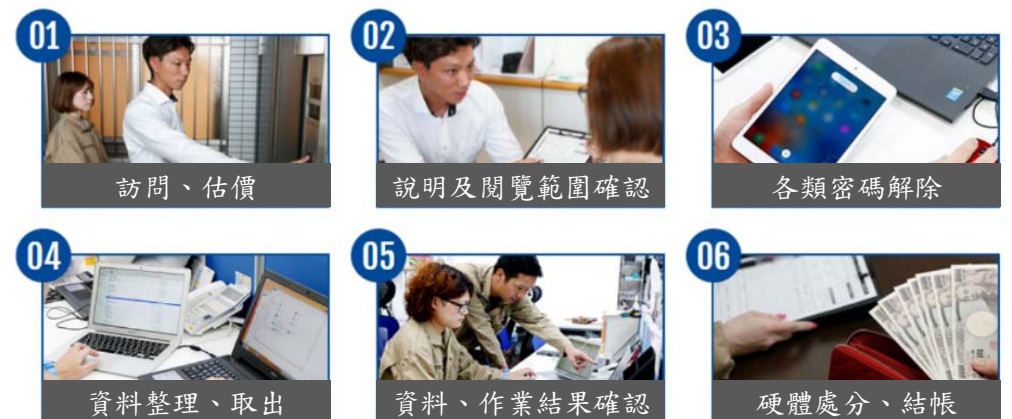 01
訪問、估價
02
說明及閱覽範圍確認
03
各類密碼解除
04
資料整理、取出
05
資料、作業結果確認
06
硬體處分、結帳